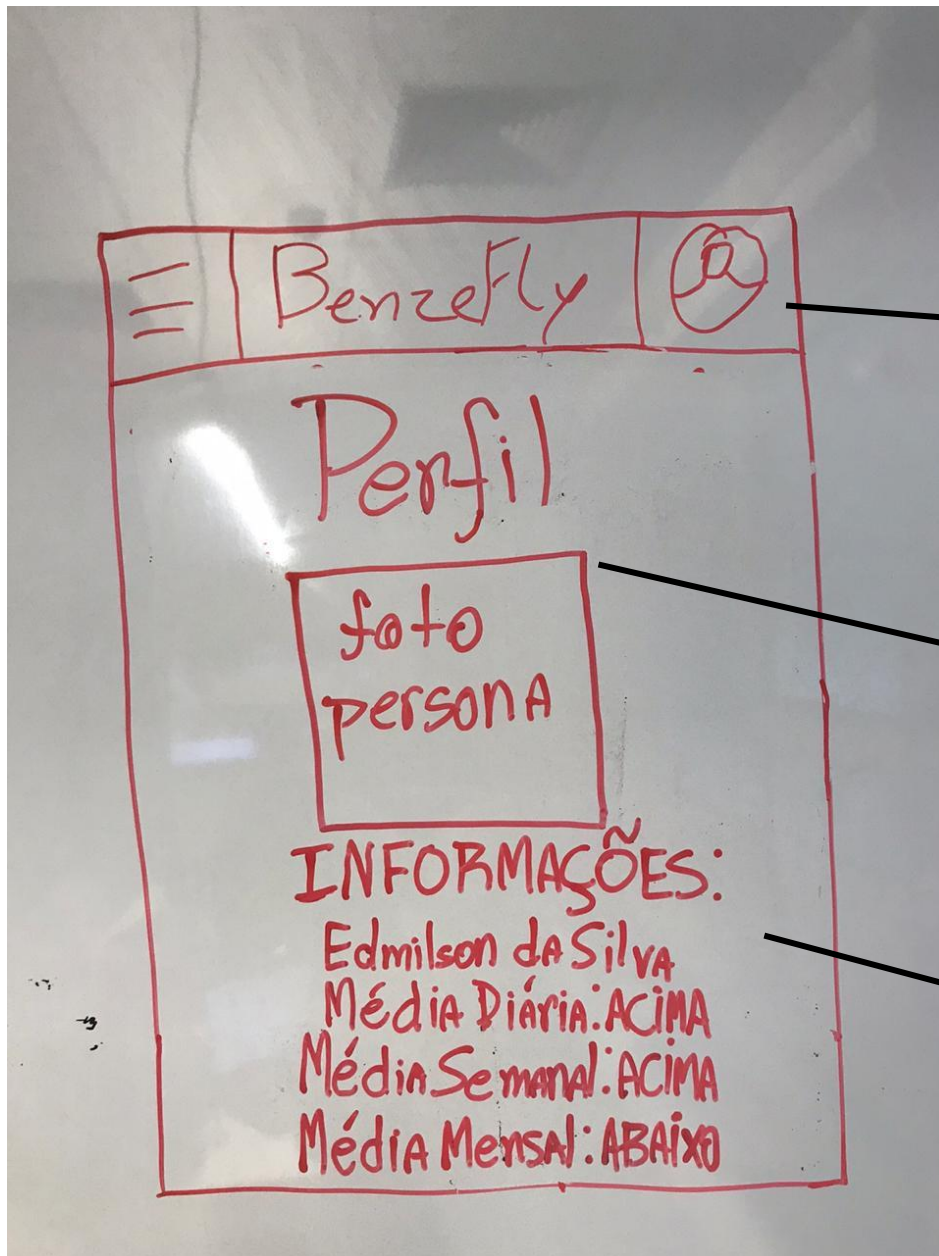 Benzefly
Perfil
foto
persona
INFORMAÇÕES:
Edmilson da Silva
Média Diária: ACIMA
Média Semanal: ACIMA
Média Mensal: ABAIXO